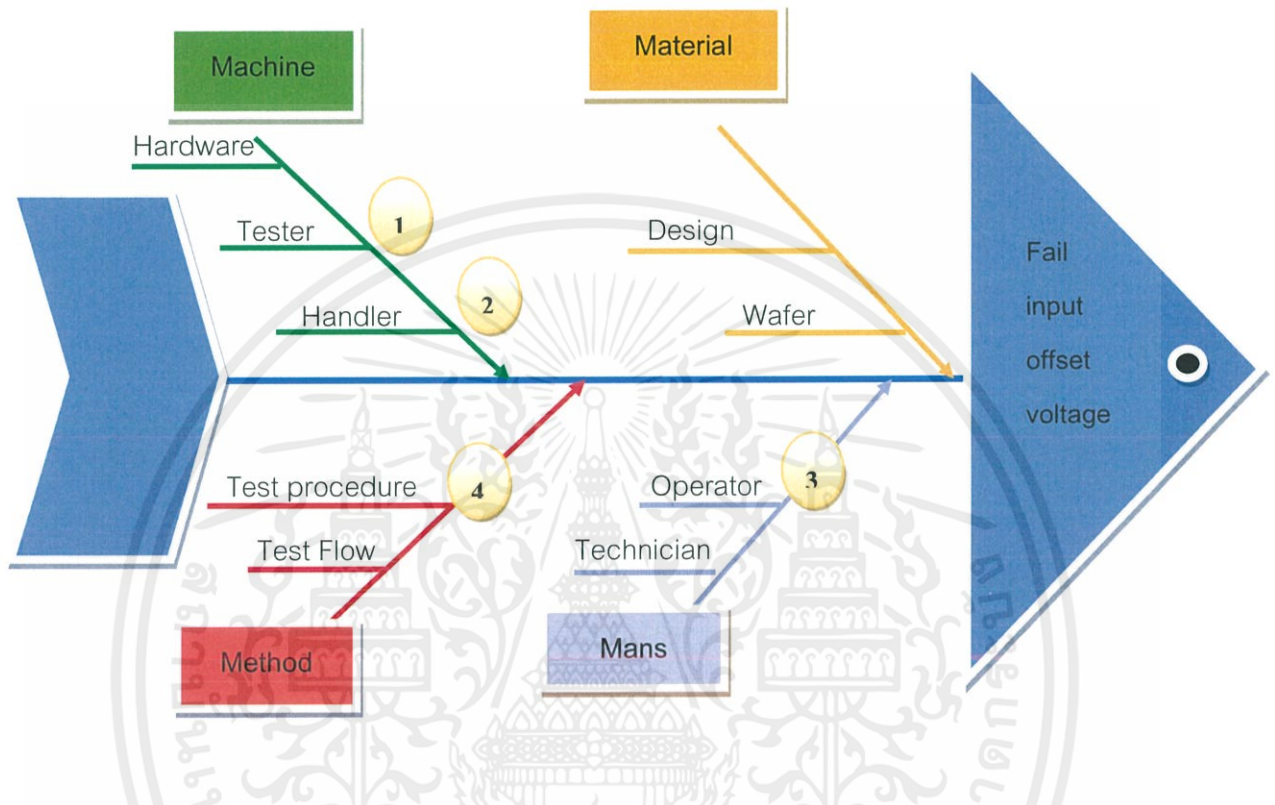 Machine
Material
Hardware
Tester
1
Design
Handler
2
Wafer
Fail
input
offset
voltage
Test procedure
4
Operator
3
Test Flow
Technician
Method
Mans